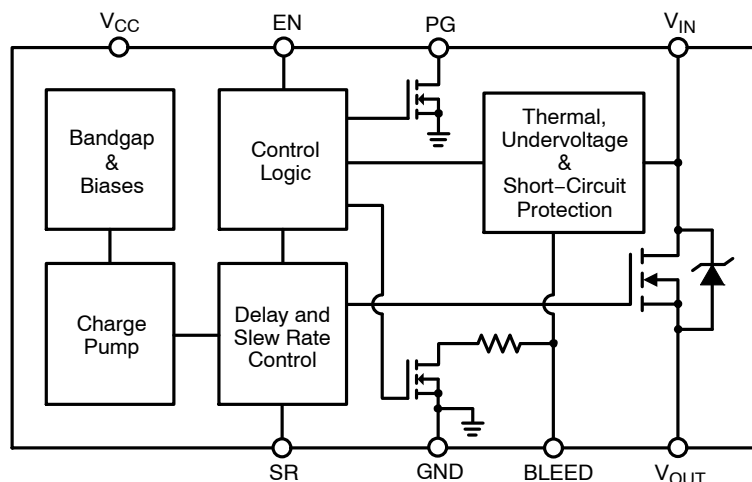 VCC
EN
PG
VIN
Bandgap
&
Biases
Control
Logic
Thermal,
Undervoltage
&
Short−Circuit
Protection
Charge
Pump
Delay and
Slew Rate
Control
SR
GND
BLEED
VOUT